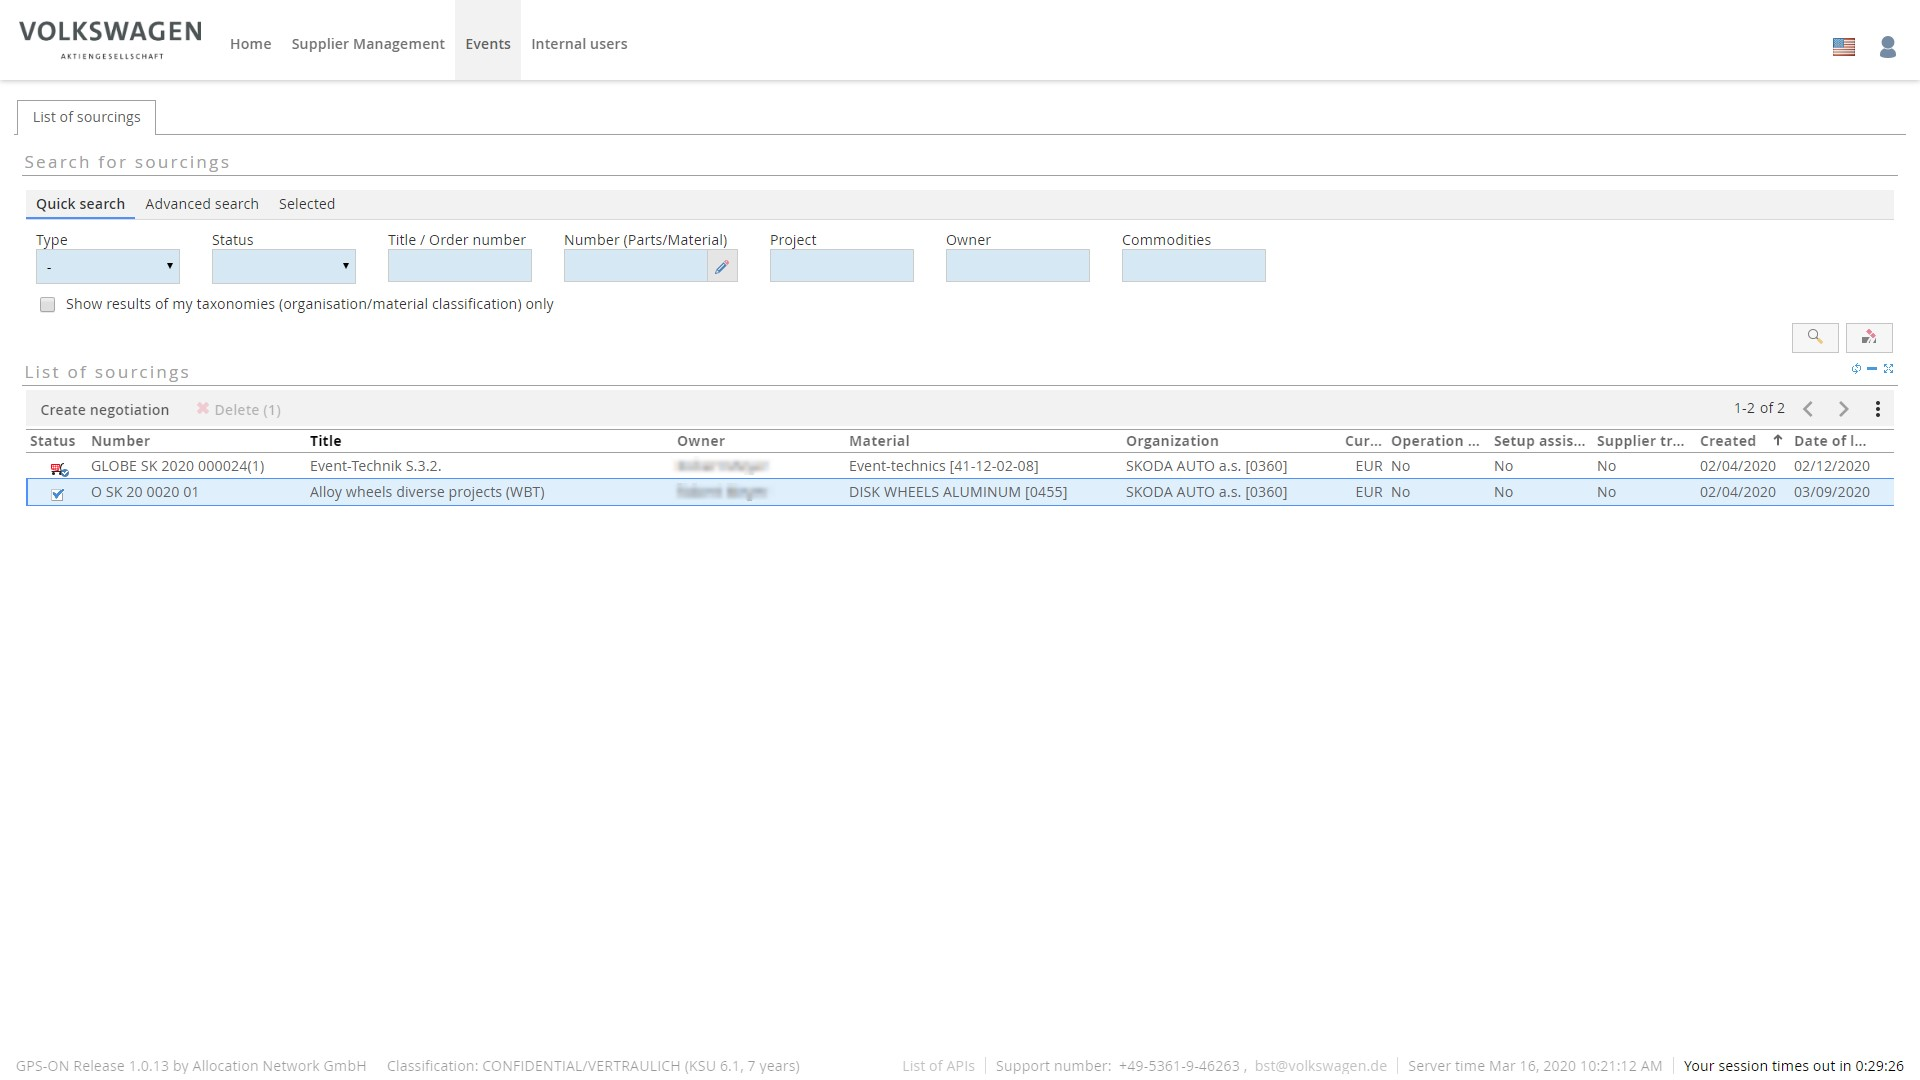 VOLKSWAGEN
AKTIENGESELLSCHAFT
Home Supplier Management Events Internal users
List of sourcings
Search for sourcings
Quick search Advanced search Selected
Type Status Title / Order number Number (Parts/Material) Project Owner Commodities
-
Show results of my taxonomies (organisation/material classification) only
List of sourcings
Create negotiation Delete (1) 1-2 of 2
Status Number Title Owner Material Organization Cur... Operation ... Setup assis... Supplier tr... Created Date of l...
GLOBE SK 2020 000024(1) Event-Technik S.3.2. Event-technics [41-12-02-08] SKODA AUTO a.s. [0360] EUR No No No 02/04/2020 02/12/2020
O SK 20 0020 01 Alloy wheels diverse projects (WBT) DISK WHEELS ALUMINUM [0455] SKODA AUTO a.s. [0360] EUR No No No 02/04/2020 03/09/2020
GPS-ON Release 1.0.13 by Allocation Network GmbH Classification: CONFIDENTIAL/VERTRAULICH (KSU 6.1, 7 years) List of APIs Support number: +49-5361-9-46263 , bst@volkswagen.de Server time Mar 16, 2020 10:21:12 AM Your session times out in 0:29:26